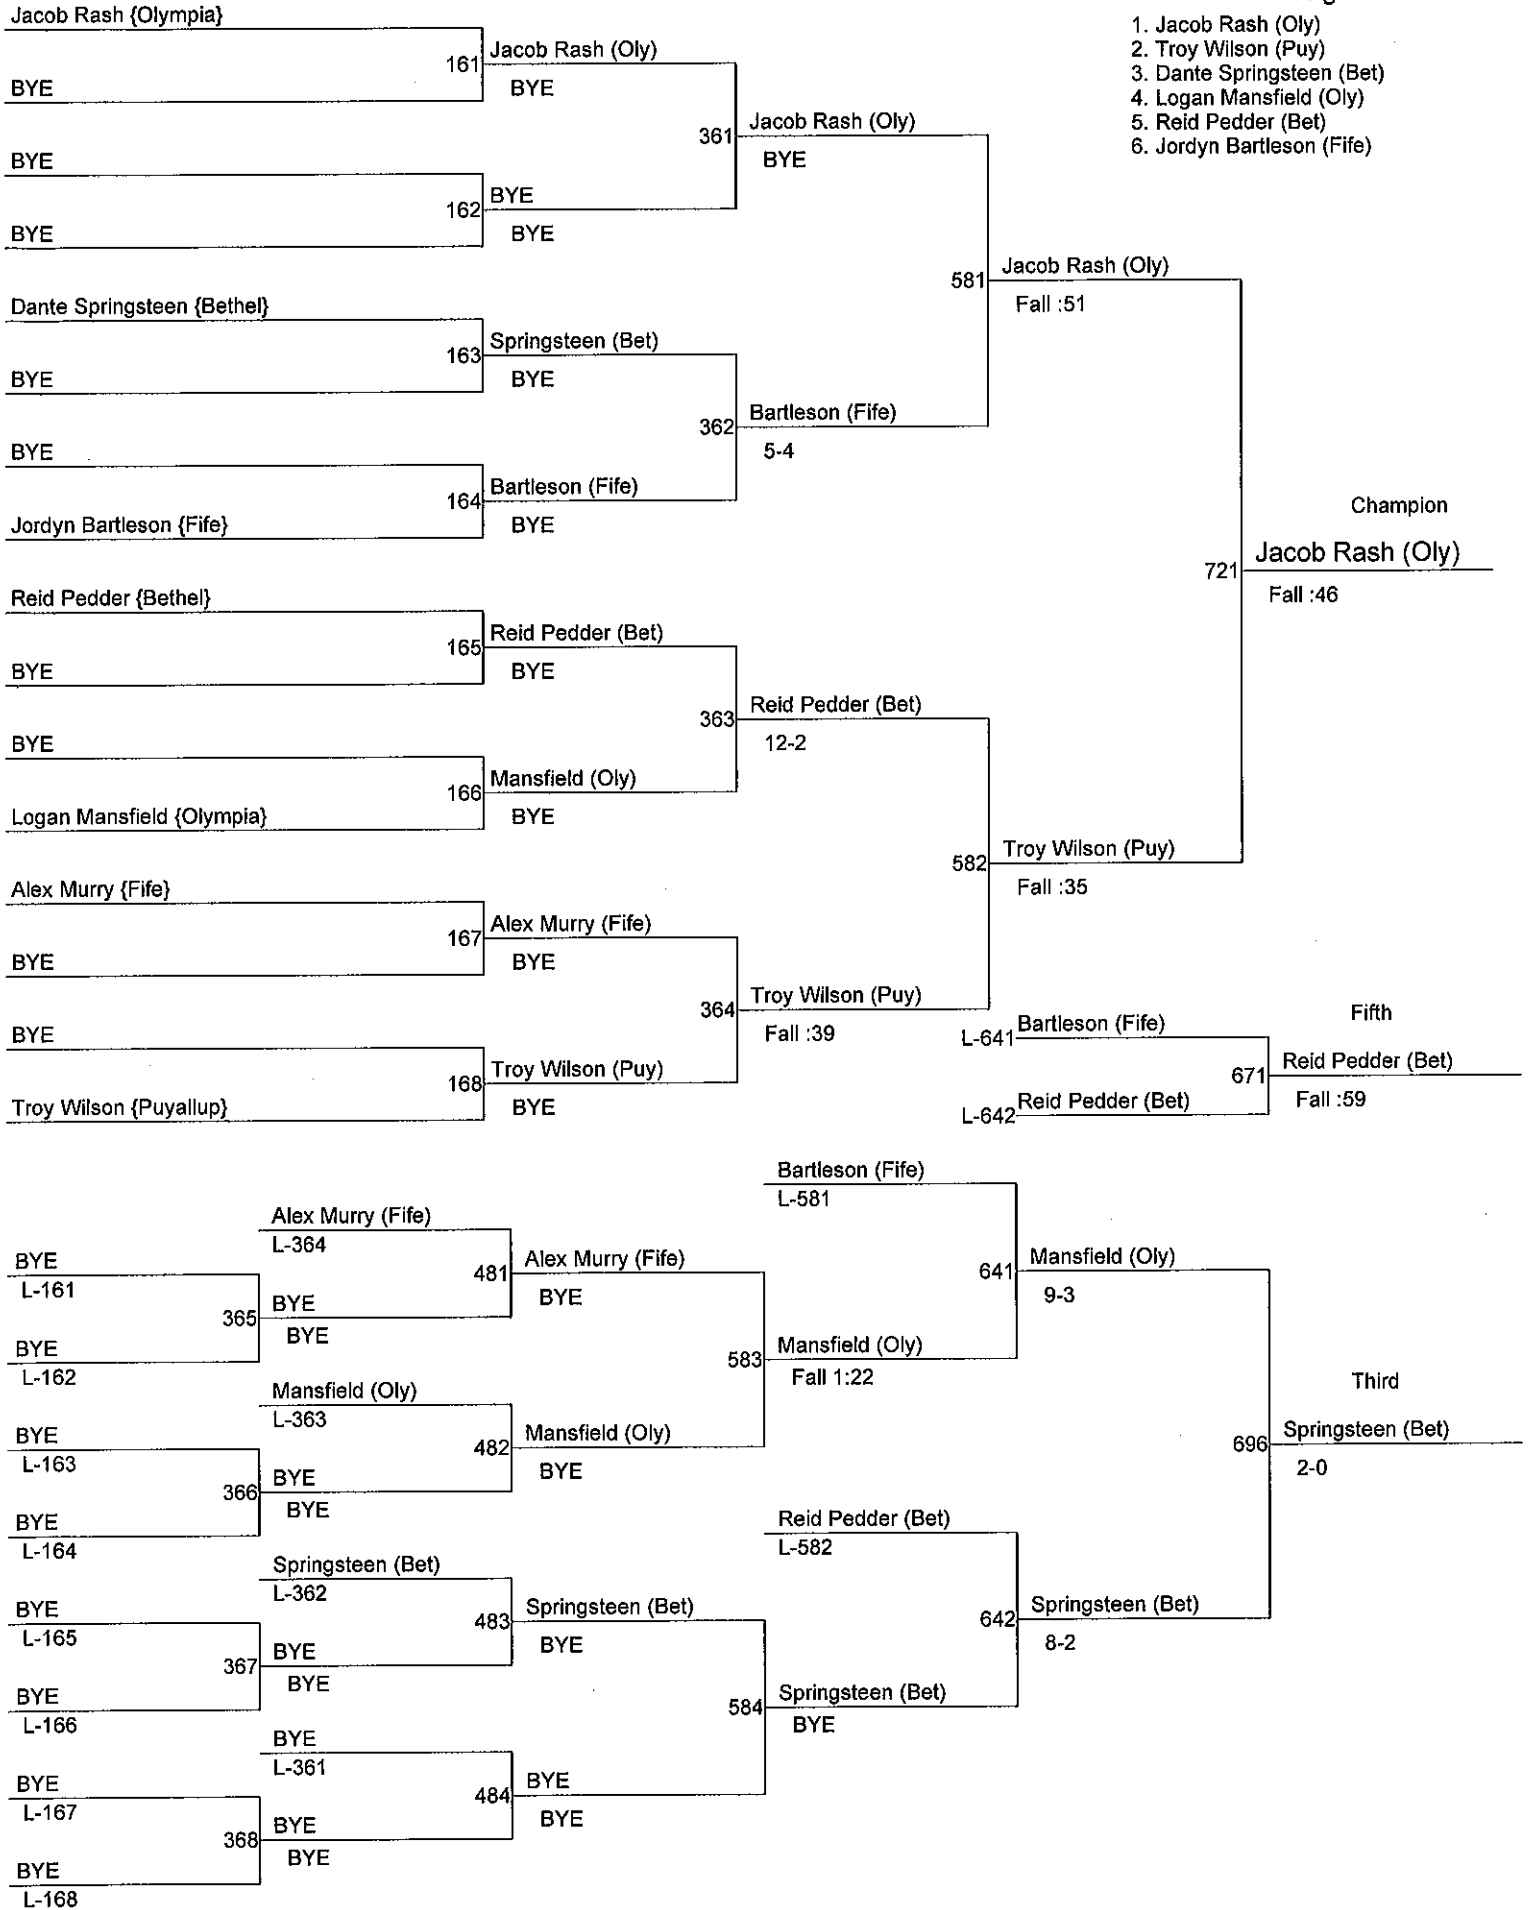 Jacob Rash {Olympia}
BYE
BYE
BYE
Dante Springsteen {Bethel}
BYE
BYE
Jordyn Bartleson {Fife}
Reid Pedder {Bethel}
BYE
BYE
Logan Mansfield {Olympia}
Alex Murry {Fife}
BYE
BYE
Troy Wilson {Puyallup}
161 Jacob Rash (Oly)
BYE
162 BYE
BYE
163 Springsteen (Bet)
BYE
164 Bartleson (Fife)
BYE
165 Reid Pedder (Bet)
BYE
166 Mansfield (Oly)
BYE
167 Alex Murry (Fife)
BYE
168 Troy Wilson (Puy)
BYE
361 Jacob Rash (Oly)
BYE
362 Bartleson (Fife)
5-4
363 Reid Pedder (Bet)
12-2
364 Troy Wilson (Puy)
Fall :39
581 Jacob Rash (Oly)
Fall :51
582 Troy Wilson (Puy)
Fall :35
1. Jacob Rash (Oly)
2. Troy Wilson (Puy)
3. Dante Springsteen (Bet)
4. Logan Mansfield (Oly)
5. Reid Pedder (Bet)
6. Jordyn Bartleson (Fife)
Champion
721 Jacob Rash (Oly)
Fall :46
L-641 Bartleson (Fife)
L-642 Reid Pedder (Bet)
Fifth
671 Reid Pedder (Bet)
Fall :59
BYE
L-161
BYE
L-162
BYE
L-163
BYE
L-164
BYE
L-165
BYE
L-166
BYE
L-167
BYE
L-168
Alex Murry (Fife)
L-364
365 BYE
BYE
Mansfield (Oly)
L-363
366 BYE
BYE
Springsteen (Bet)
L-362
367 BYE
BYE
BYE
L-361
368 BYE
BYE
481 Alex Murry (Fife)
BYE
482 Mansfield (Oly)
BYE
483 Springsteen (Bet)
BYE
484 BYE
BYE
Bartleson (Fife)
L-581
583 Mansfield (Oly)
Fall 1:22
Reid Pedder (Bet)
L-582
584 Springsteen (Bet)
BYE
641 Mansfield (Oly)
9-3
642 Springsteen (Bet)
8-2
Third
696 Springsteen (Bet)
2-0